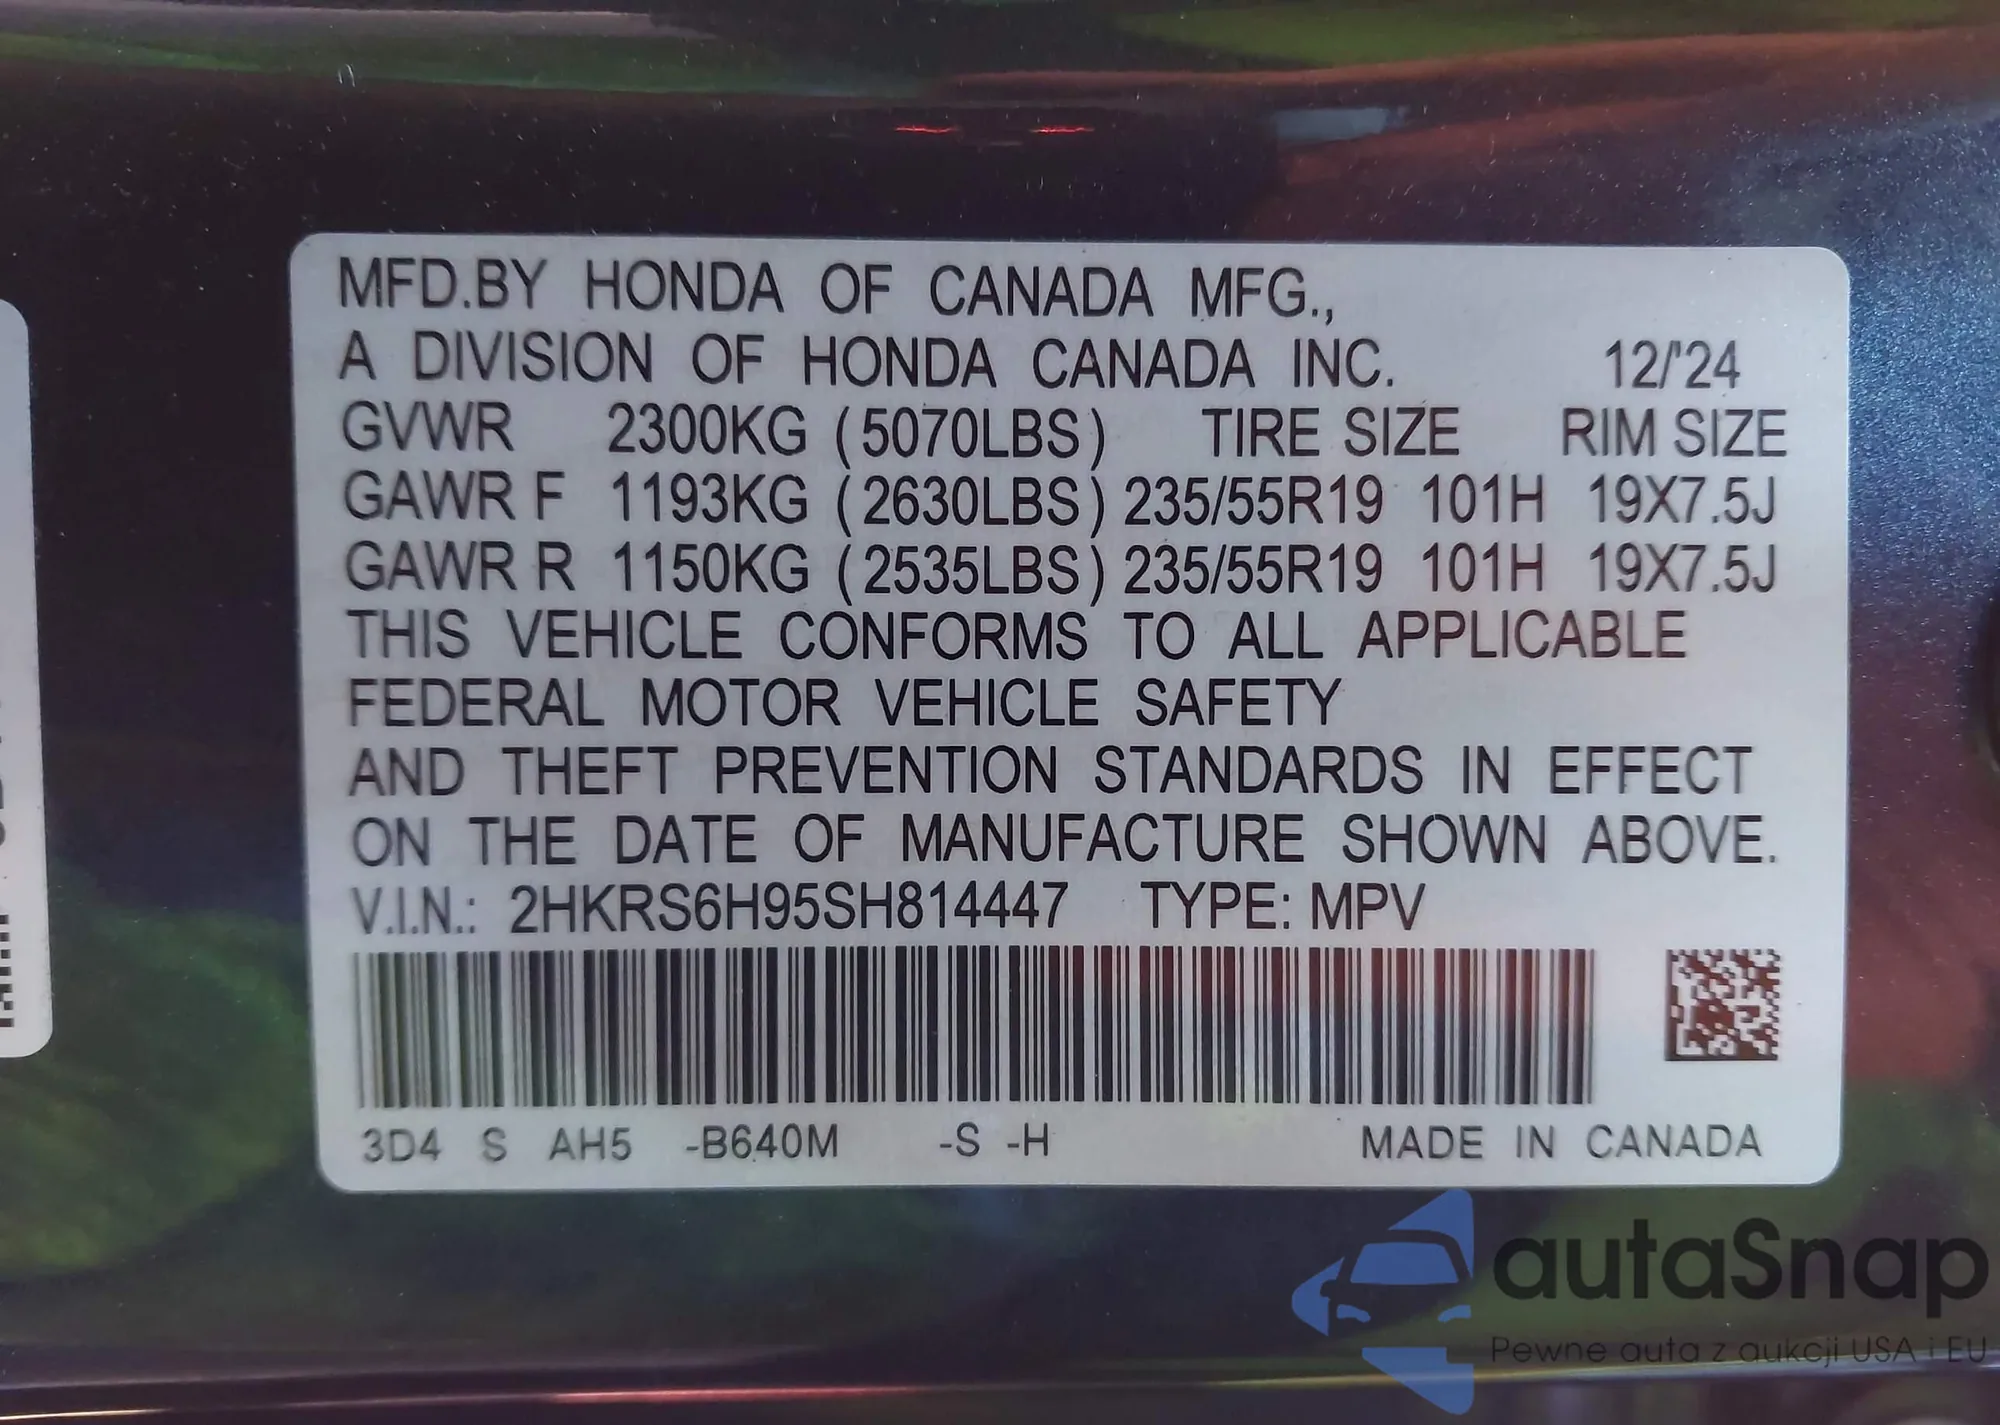 MFD.BY HONDA OF CANADA MFG.,
A DIVISION OF HONDA CANADA INC. 12/'24
GVWR 2300KG (5070LBS) TIRE SIZE RIM SIZE
GAWR F 1193KG (2630LBS) 235/55R19 101H 19X7.5J
GAWR R 1150KG (2535LBS) 235/55R19 101H 19X7.5J
THIS VEHICLE CONFORMS TO ALL APPLICABLE
FEDERAL MOTOR VEHICLE SAFETY
AND THEFT PREVENTION STANDARDS IN EFFECT
ON THE DATE OF MANUFACTURE SHOWN ABOVE.
V.I.N.: 2HKRS6H95SH814447 TYPE: MPV
3D4 S AH5 -B640M -S -H MADE IN CANADA
autaSnap
Pewne auta z aukcji USA i EU